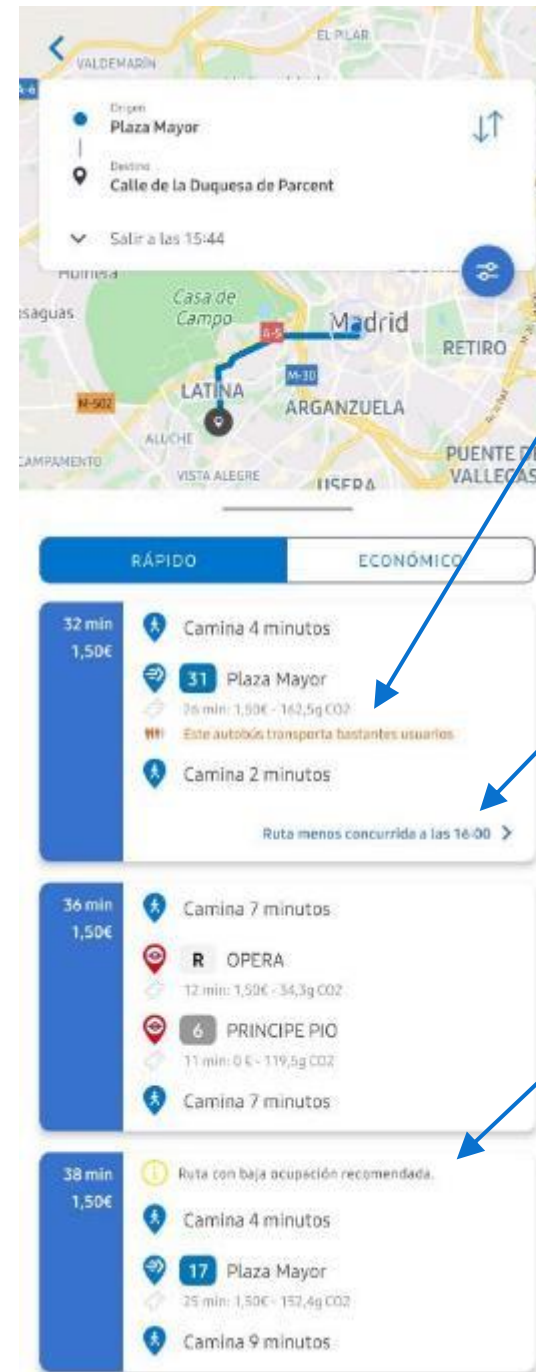 EL PILAR
VALDEMARÍN
Origen
Plaza Mayor
Destino
Calle de la Duquesa de Parcent
Salir a las 15:44
Casa de
Campo
A-5
Madrid
RETIRO
M-30
LATINA
M-502
ARGANZUELA
ALUCHE
CAMPAMENTO
VISTA ALEGRE
USERA
PUENTE DE
VALLECAS
RÁPIDO
ECONÓMICO
32 min
1,50€
Camina 4 minutos
31 Plaza Mayor
26 min: 1,50€ - 162,5g CO2
Este autobús transporta bastantes usuarios
Camina 2 minutos
Ruta menos concurrida a las 16:00
36 min
1,50€
Camina 7 minutos
R OPERA
12 min: 1,50€ - 34,3g CO2
6 PRINCIPE PIO
11 min: 0 € - 119,5g CO2
Camina 7 minutos
38 min
1,50€
Ruta con baja ocupación recomendada.
Camina 4 minutos
17 Plaza Mayor
25 min: 1,50€ - 152,4g CO2
Camina 9 minutos